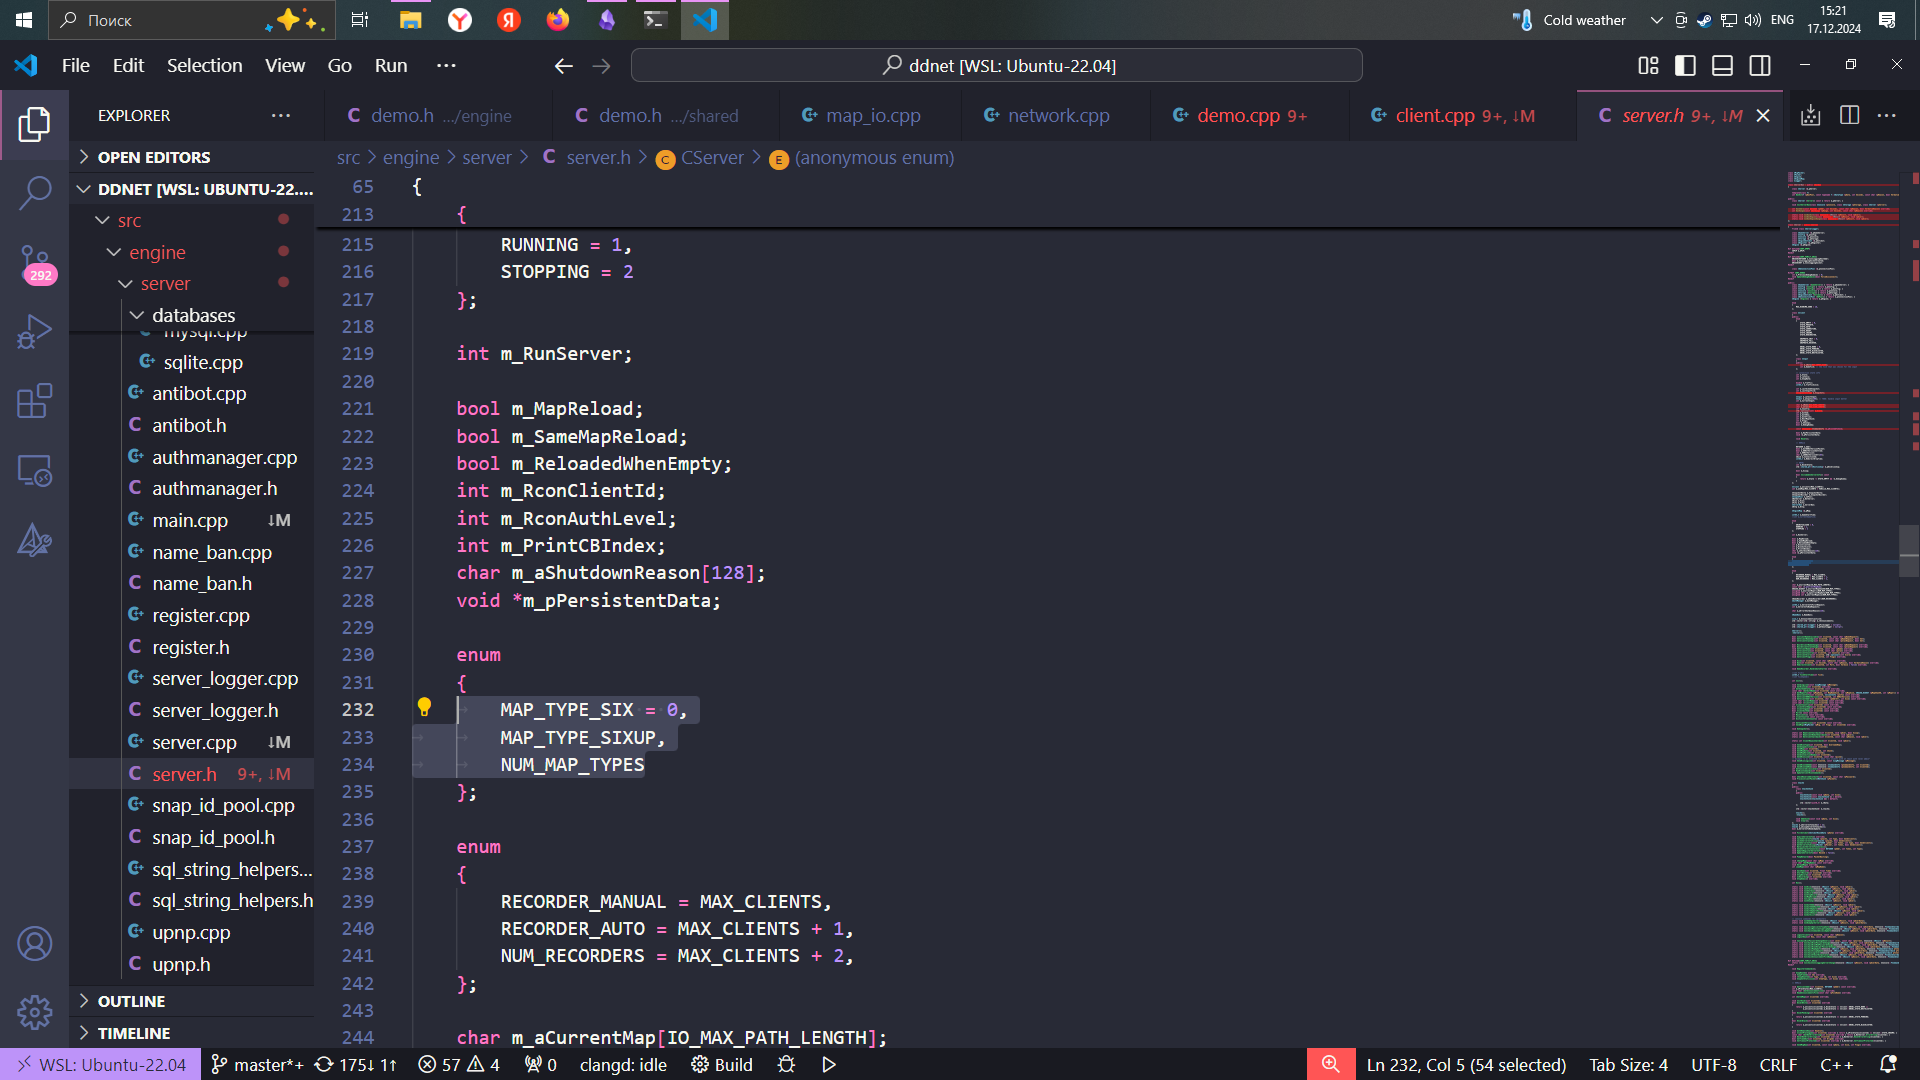 Поиск
Cold weather
ENG
15:21
17.12.2024
File Edit Selection View Go Run ···
ddnet [WSL: Ubuntu-22.04]
EXPLORER
demo.h .../engine
demo.h .../shared
map_io.cpp
network.cpp
demo.cpp 9+
client.cpp 9+, ↓M
server.h 9+, ↓M
src > engine > server > C server.h > CServer > (anonymous enum)
OPEN EDITORS
DDNET [WSL: UBUNTU-22....
src
engine
server
databases
mysql.cpp
sqlite.cpp
antibot.cpp
antibot.h
authmanager.cpp
authmanager.h
main.cpp ↓M
name_ban.cpp
name_ban.h
register.cpp
register.h
server_logger.cpp
server_logger.h
server.cpp ↓M
server.h 9+, ↓M
snap_id_pool.cpp
snap_id_pool.h
sql_string_helpers...
sql_string_helpers.h
upnp.cpp
upnp.h
OUTLINE
TIMELINE
292
65 {
213 {
215 RUNNING = 1,
216 STOPPING = 2
217 };
218
219 int m_RunServer;
220
221 bool m_MapReload;
222 bool m_SameMapReload;
223 bool m_ReloadedWhenEmpty;
224 int m_RconClientId;
225 int m_RconAuthLevel;
226 int m_PrintCBIndex;
227 char m_aShutdownReason[128];
228 void *m_pPersistentData;
229
230 enum
231 {
232 MAP_TYPE_SIX = 0,
233 MAP_TYPE_SIXUP,
234 NUM_MAP_TYPES
235 };
236
237 enum
238 {
239 RECORDER_MANUAL = MAX_CLIENTS,
240 RECORDER_AUTO = MAX_CLIENTS + 1,
241 NUM_RECORDERS = MAX_CLIENTS + 2,
242 };
243
244 char m_aCurrentMap[IO_MAX_PATH_LENGTH];
WSL: Ubuntu-22.04 master*+ 175↓ 1↑ 57 4 0 clangd: idle Build Ln 232, Col 5 (54 selected) Tab Size: 4 UTF-8 CRLF C++